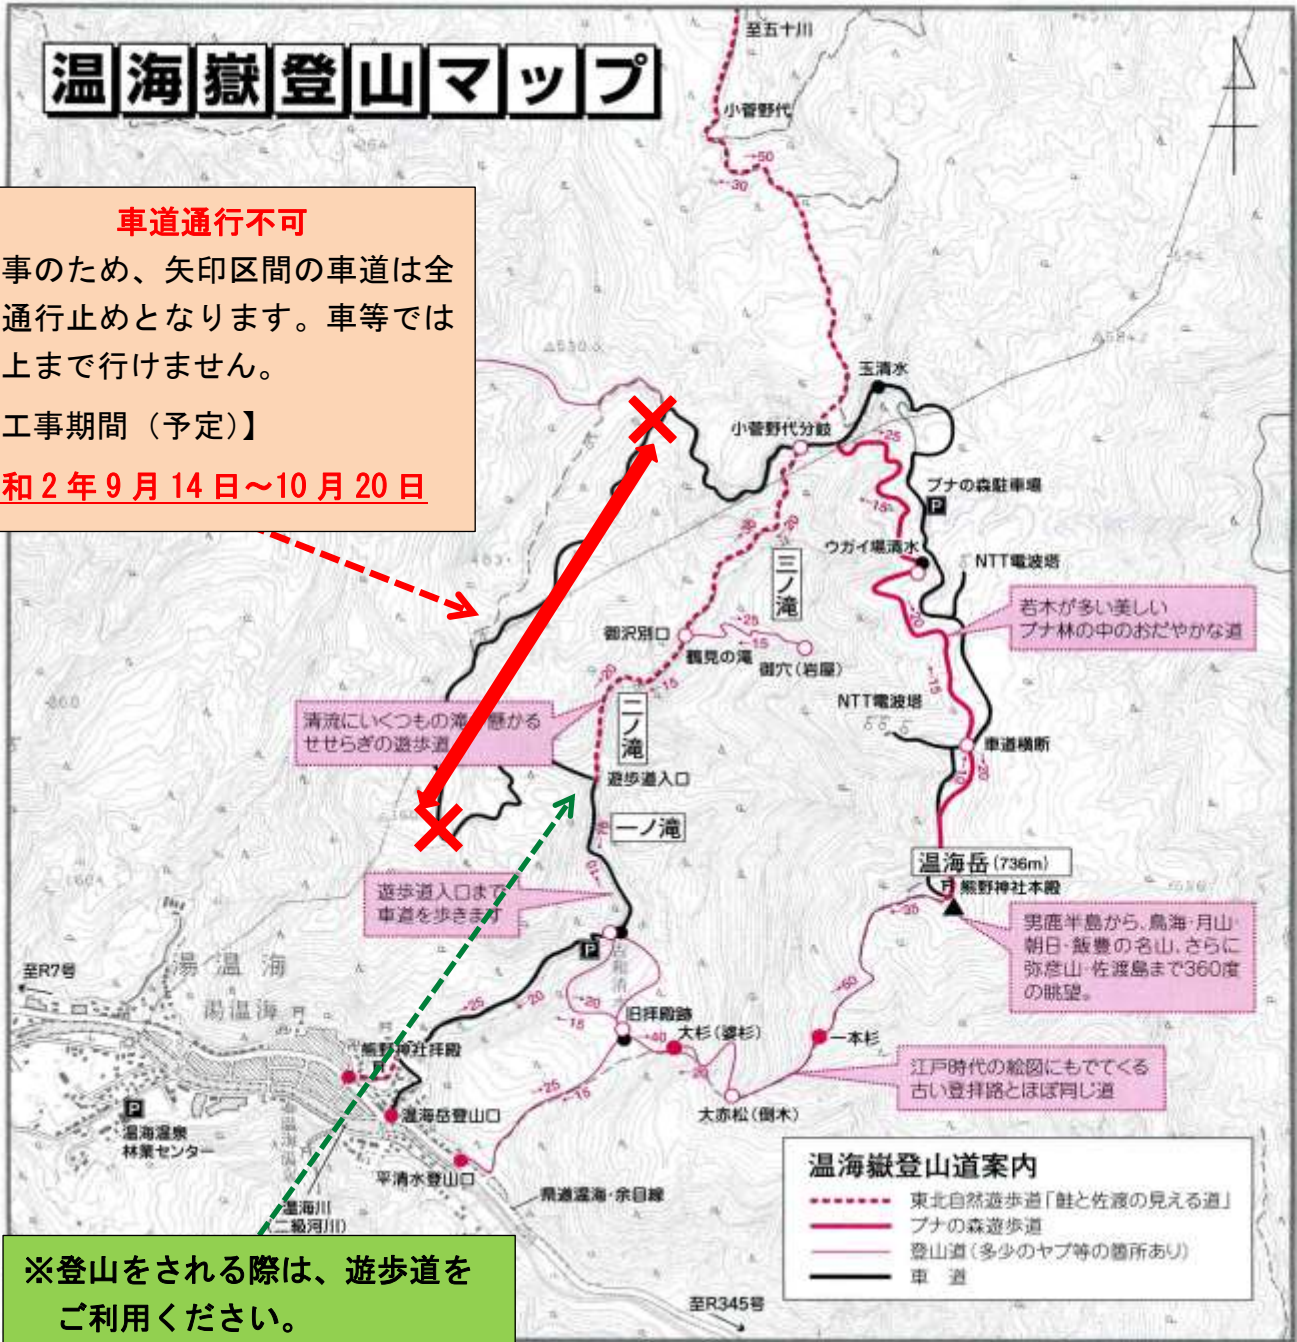 温海嶽登山マップ
至五十川
小菅野代
→50
←30
車道通行不可
事のため、矢印区間の車道は全
通行止めとなります。車等では
上まで行けません。
工事期間（予定）】
和2年9月14日～10月20日
△550.0
玉清水
小菅野代分岐
→25
←15
ブナの森駐車場
P
ウガイ場清水
NTT電波塔
若木が多い美しい
ブナ林の中のおだやかな道
三ノ滝
御沢別口
→25
←15
鶴見の滝
御穴(岩屋)
二ノ滝
清流にいくつもの滝 懸かる
せせらぎの遊歩道
NTT電波塔
車道横断
遊歩道入口
一ノ滝
温海岳(736m)
熊野神社本殿
遊歩道入口まで
車道を歩きます
男鹿半島から、鳥海・月山・
朝日・飯豊の名山、さらに
弥彦山・佐渡島まで360度
の眺望。
←35
→60
至R7号
湯温海
湯温海
P
→25
←20
→20
←15
旧拝殿跡
→40
大杉(婆杉)
一本杉
江戸時代の絵図にもでてくる
古い登拝路とほぼ同じ道
大赤松(倒木)
熊野神社拝殿
→25
←15
温海岳登山口
P
温海温泉
林業センター
平清水登山口
温海川
(二級河川)
県道温海・余目線
温海嶽登山道案内
東北自然遊歩道「鮭と佐渡の見える道」
ブナの森遊歩道
登山道(多少のヤブ等の箇所あり)
車 道
※登山をされる際は、遊歩道を
ご利用ください。
至R345号